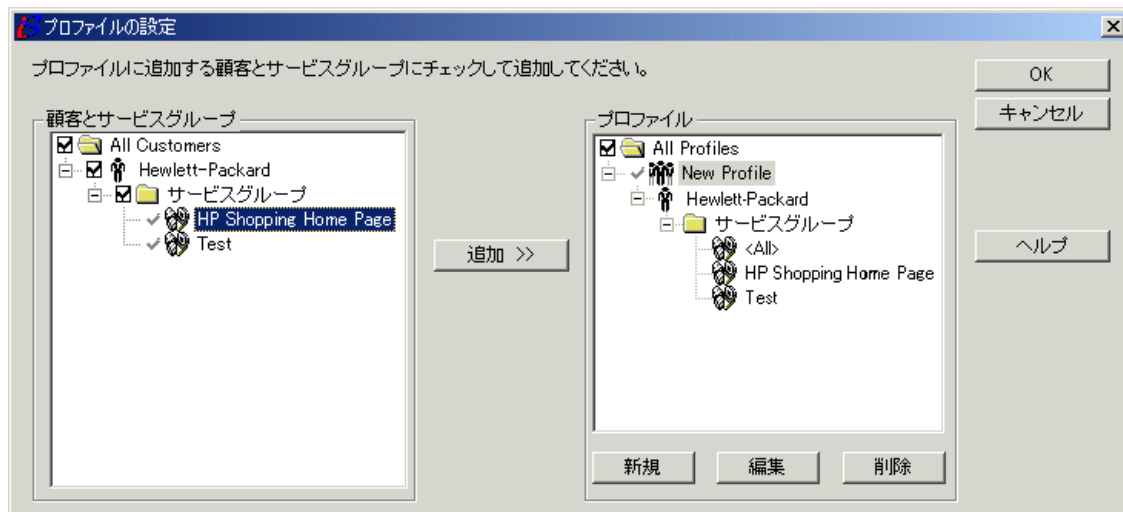 プロファイルの設定
プロファイルに追加する顧客とサービスグループにチェックして追加してください。
OK
キャンセル
ヘルプ
顧客とサービスグループ
All Customers
Hewlett-Packard
サービスグループ
HP Shopping Home Page
Test
追加 >>
プロファイル
All Profiles
New Profile
Hewlett-Packard
サービスグループ
<All>
HP Shopping Home Page
Test
新規
編集
削除